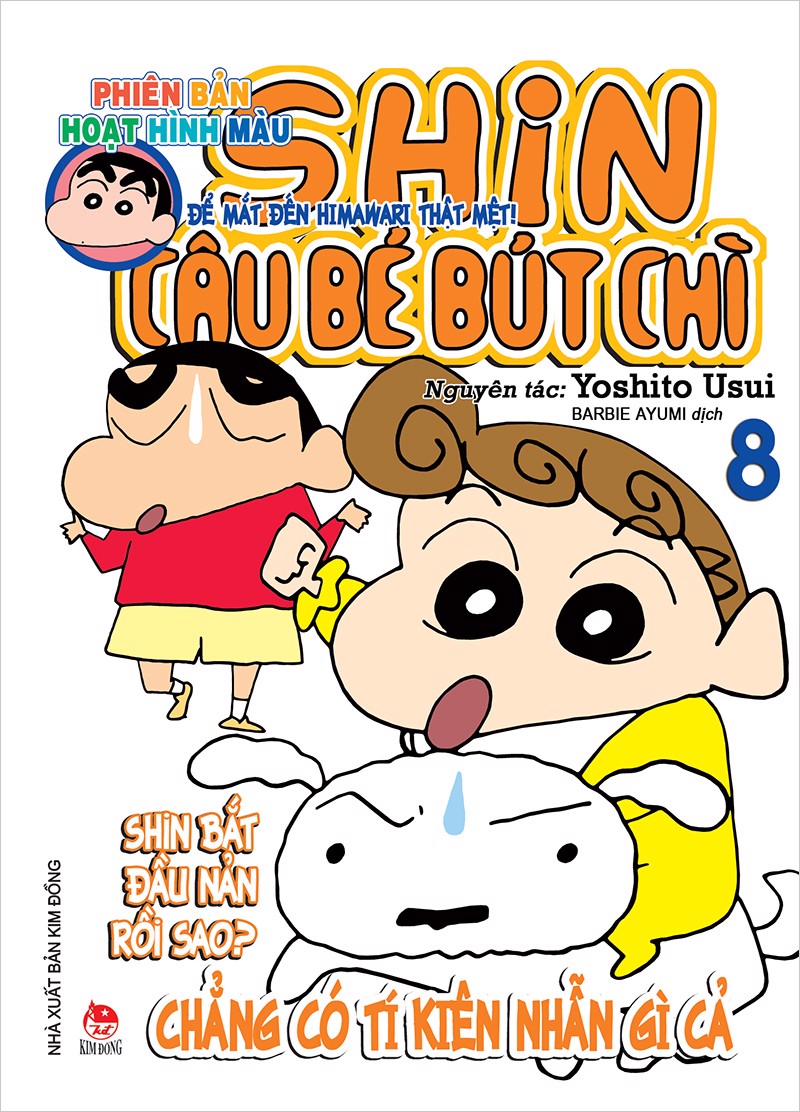 PHIÊN BẢN
HOẠT HÌNH MÀU
SHiN
ĐỂ MẮT ĐẾN HIMAWARI THẬT MỆT!
CẬU BÉ BÚT CHÌ
Nguyên tác: Yoshito Usui
BARBIE AYUMI dịch
8
SHiN BẮT
ĐẦU NẢN
RỒI SAO?
CHẲNG CÓ TÍ KIÊN NHẪN GÌ CẢ
NHÀ XUẤT BẢN KIM ĐỒNG
kđ
KIM ĐỒNG